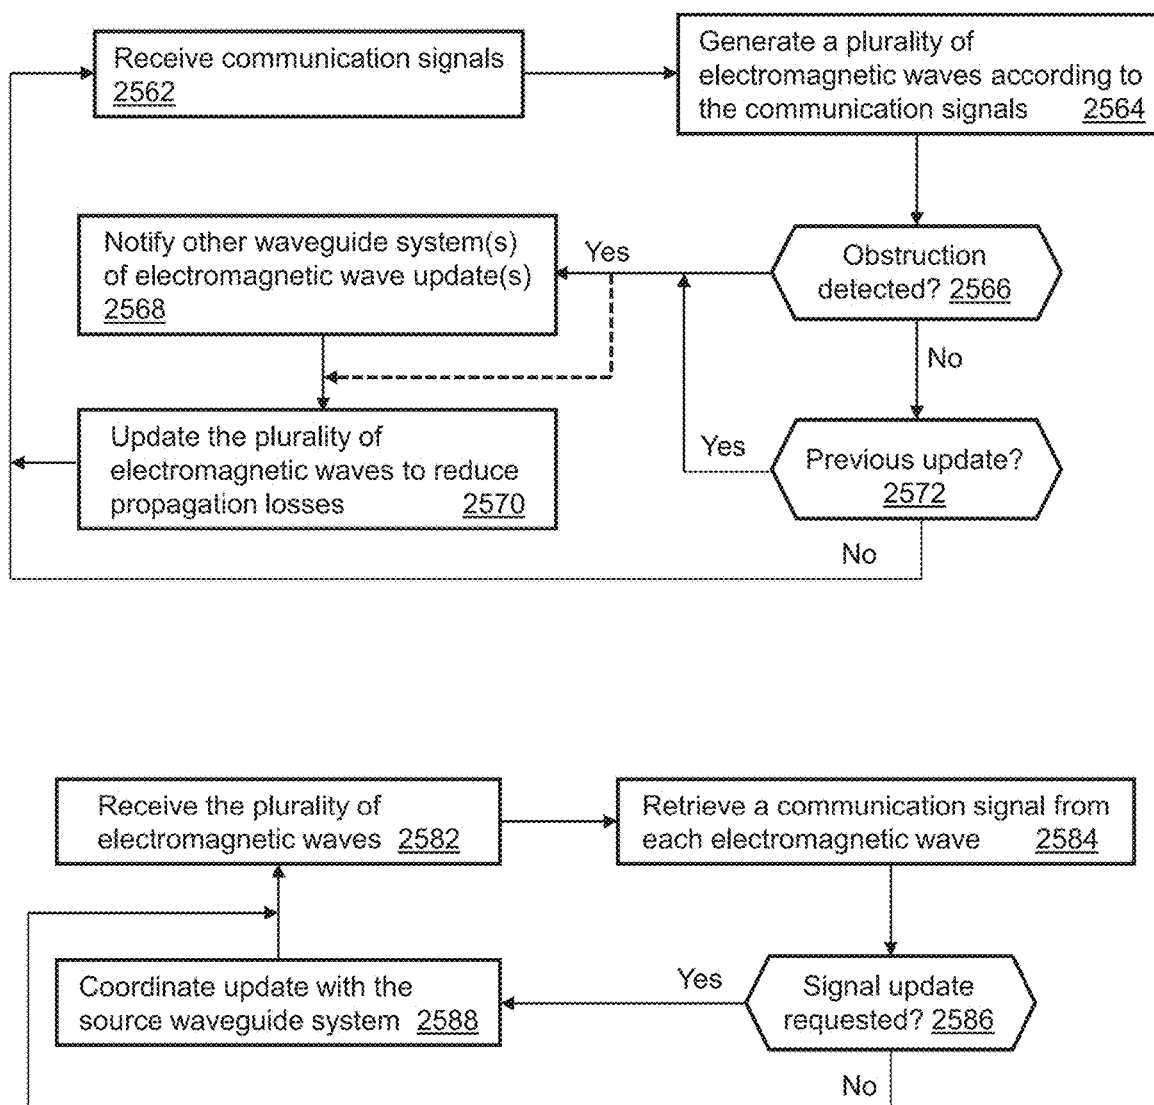 Receive communication signals
2562
Generate a plurality of
electromagnetic waves according to
the communication signals 2564
Notify other waveguide system(s)
of electromagnetic wave update(s)
2568
Yes
Obstruction
detected? 2566
No
Update the plurality of
electromagnetic waves to reduce
propagation losses 2570
Yes
Previous update?
2572
No
Receive the plurality of
electromagnetic waves 2582
Retrieve a communication signal from
each electromagnetic wave 2584
Coordinate update with the
source waveguide system 2588
Yes
Signal update
requested? 2586
No